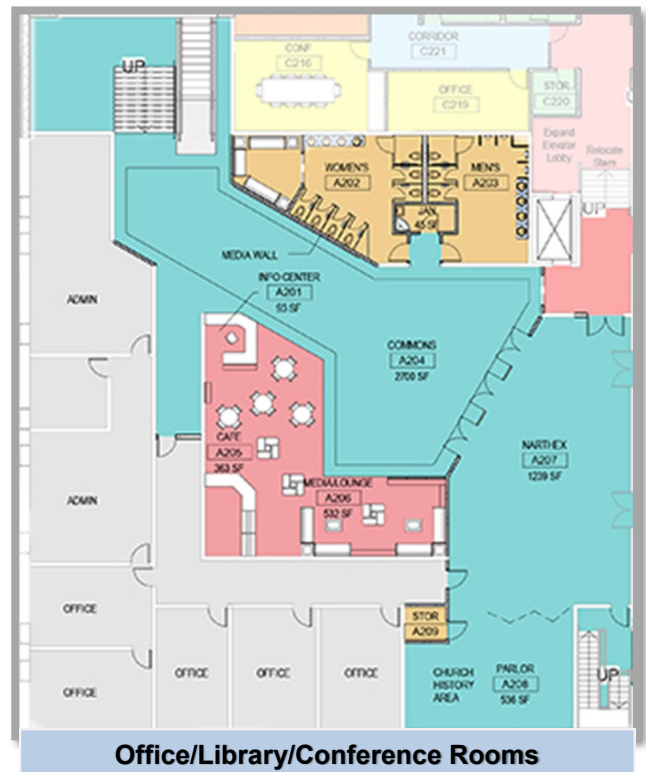 CONF
C216
CORRIDOR
C221
OFFICE
C219
STOR
C220
UP
Expand
Elevator
Lobby
Relocate
Stairs
UP
WOMEN'S
A202
MEN'S
A203
JAN
45 SF
MEDIA WALL
INFO CENTER
A201
93 SF
ADMIN
COMMONS
A204
2700 SF
CAFE
A205
363 SF
NARTHEX
A207
1239 SF
MEDIA/LOUNGE
A206
532 SF
ADMIN
OFFICE
STOR
A209
OFFICE
OFFICE
OFFICE
OFFICE
CHURCH
HISTORY
AREA
PARLOR
A208
536 SF
UP
Office/Library/Conference Rooms